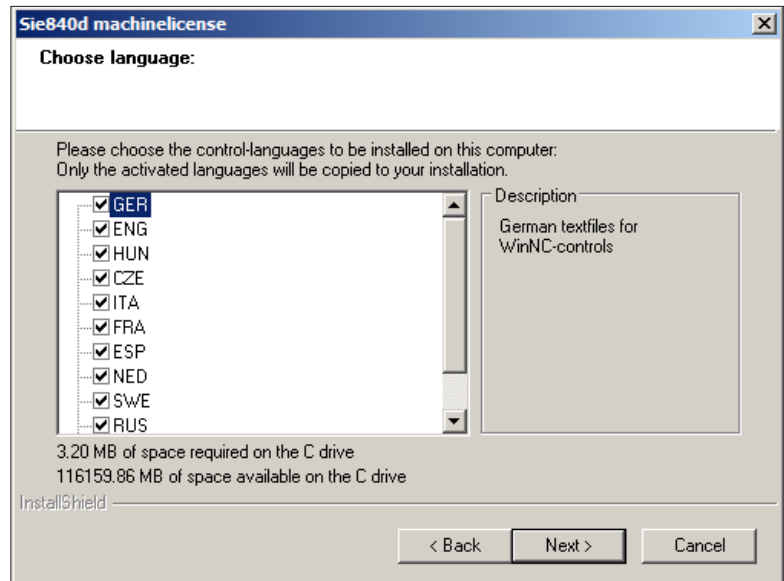 Sie840d machinelicense
Choose language:
Please choose the control-languages to be installed on this computer:
Only the activated languages will be copied to your installation.
GER
ENG
HUN
CZE
ITA
FRA
ESP
NED
SWE
RUS
Description
German textfiles for
WinNC-controls
3.20 MB of space required on the C drive
116159.86 MB of space available on the C drive
InstallShield
< Back
Next >
Cancel